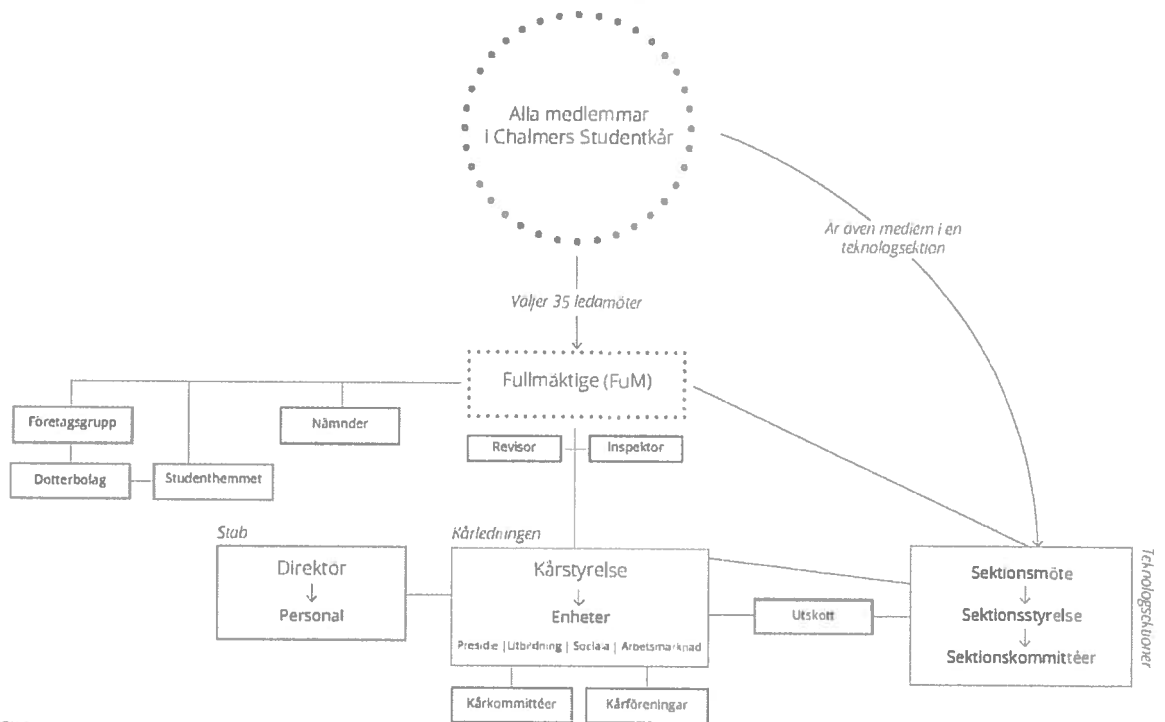 Alla medlemmar
i Chalmers Studentkår
Är även medlem i en
teknologsektion
Väljer 35 ledamöter
Fullmäktige (FuM)
Företagsgrupp
Nämnder
Revisor
Inspektor
Dotterbolag
Studenthemmet
Stab
Kårledningen
Direktör
Personal
Kårstyrelse
Enheter
Presidie | Utbildning | Sociala | Arbetsmarknad
Utskott
Sektionsmöte
Sektionsstyrelse
Sektionskommittéer
Teknologsektioner
Kårkommittéer
Kårföreningar